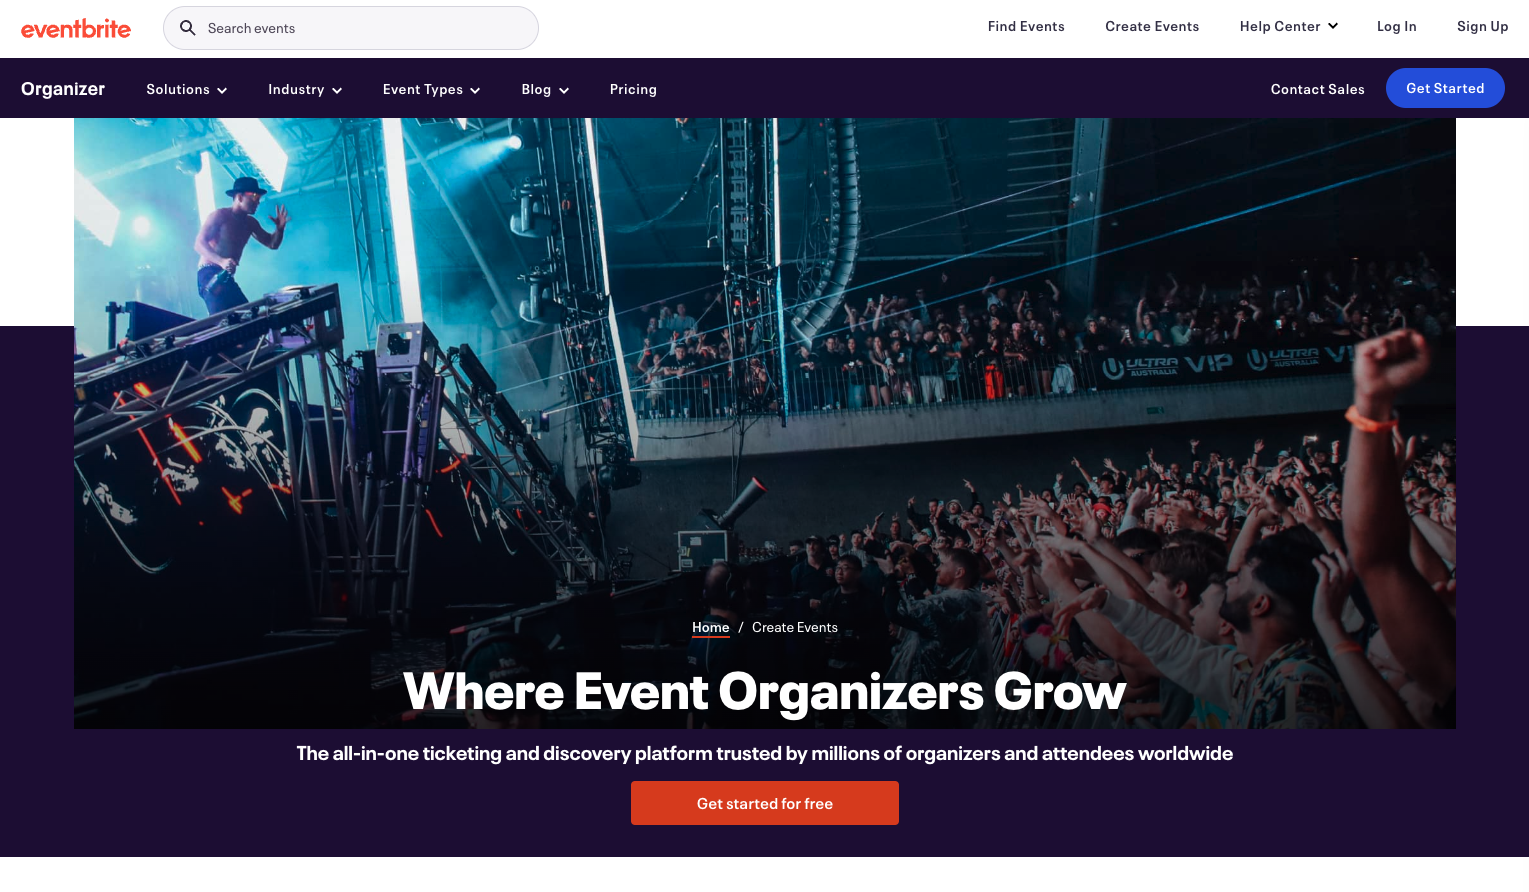 eventbrite
Search events
Find Events
Create Events
Help Center
Log In
Sign Up
Organizer
Solutions
Industry
Event Types
Blog
Pricing
Contact Sales
Get Started
ULTRA AUSTRALIA VIP ULTRA AUSTRALIA VIP
Home / Create Events
Where Event Organizers Grow
The all-in-one ticketing and discovery platform trusted by millions of organizers and attendees worldwide
Get started for free